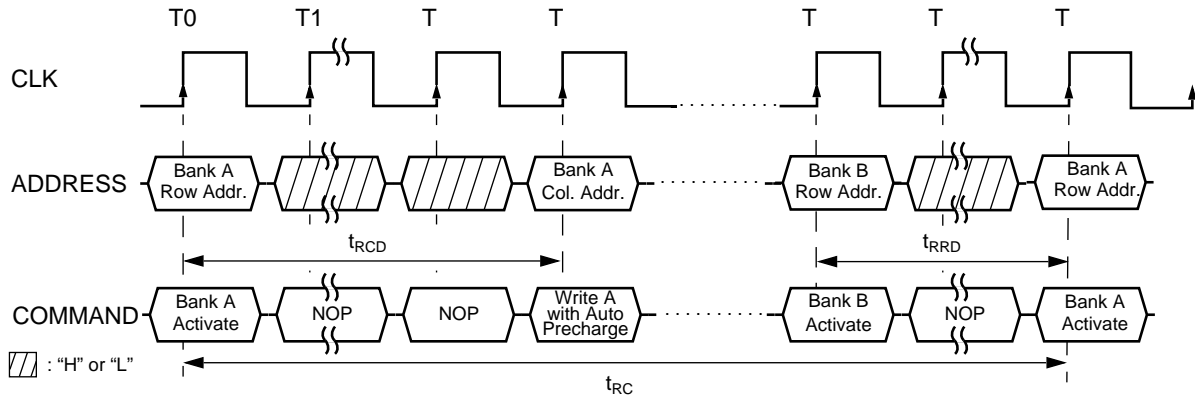 T0 T1 T T T T T
CLK
ADDRESS
Bank A
Row Addr.
Bank A
Col. Addr.
Bank B
Row Addr.
Bank A
Row Addr.
tRCD
tRRD
COMMAND
Bank A
Activate
NOP
NOP
Write A
with Auto
Precharge
Bank B
Activate
NOP
Bank A
Activate
: “H” or “L”
tRC